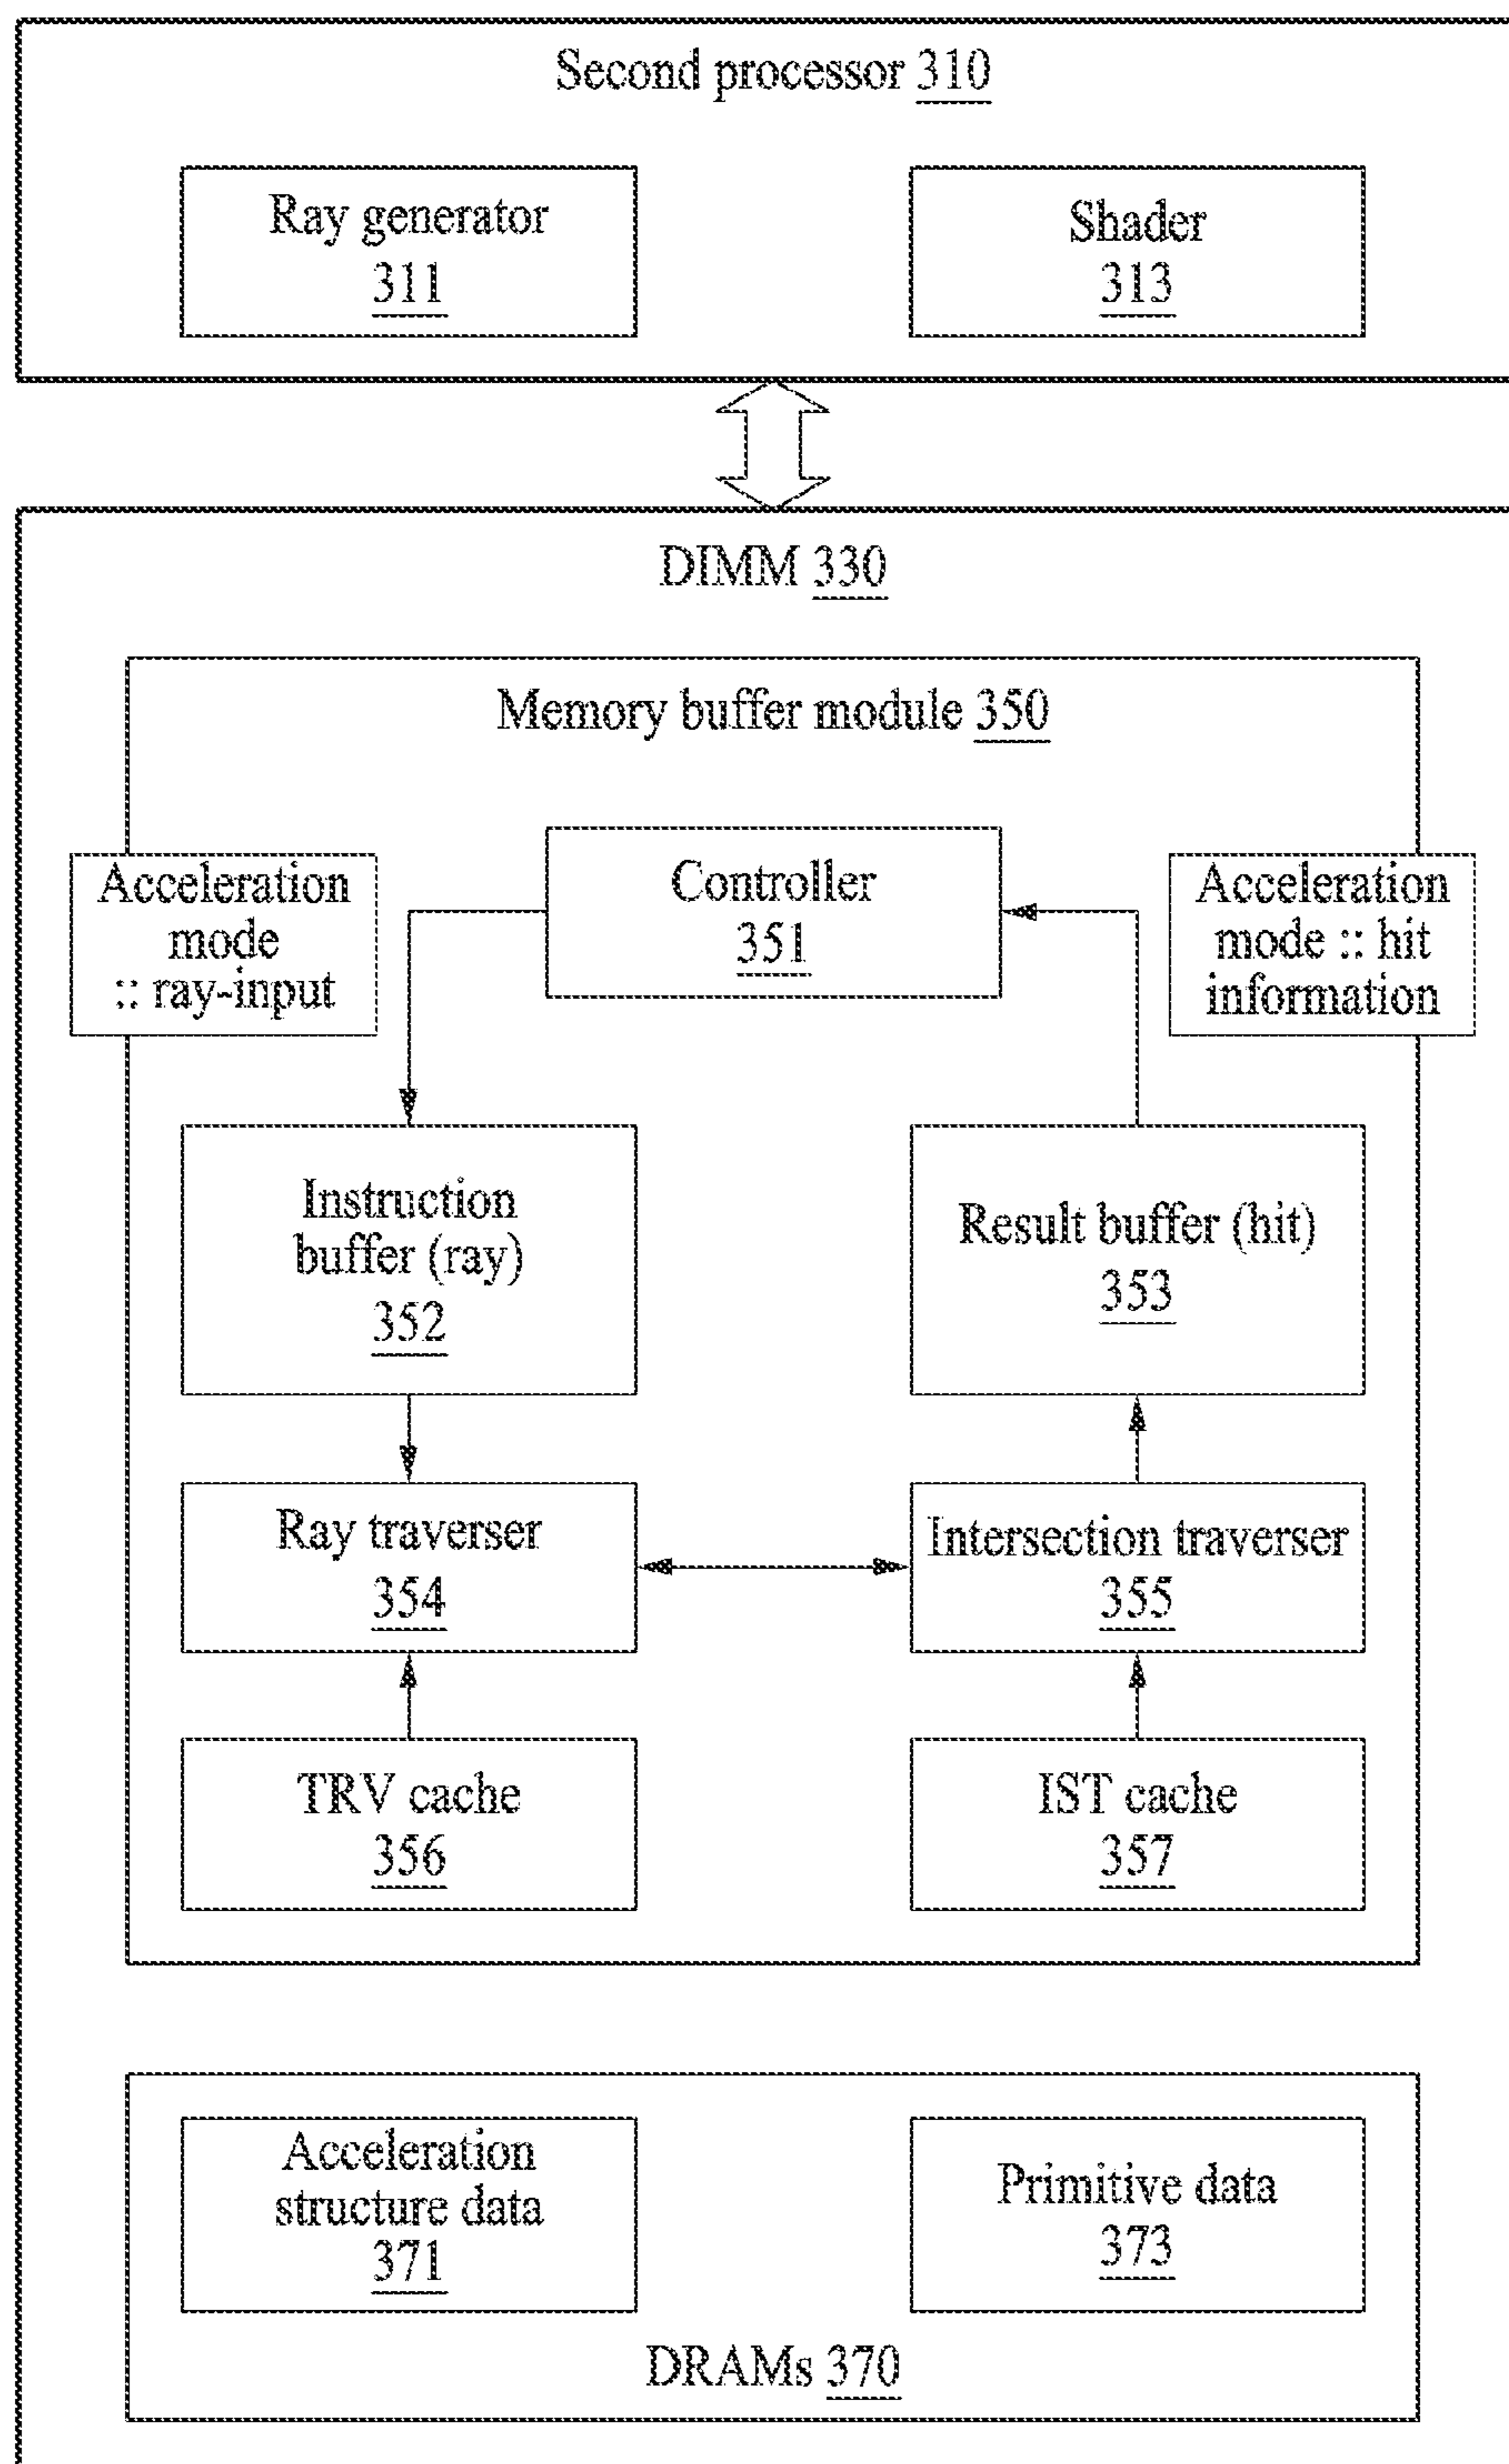 Second processor 310
Ray generator
311
Shader
313
DIMM 330
Memory buffer module 350
Acceleration
mode
:: ray-input
Controller
351
Acceleration
mode :: hit
information
Instruction
buffer (ray)
352
Result buffer (hit)
353
Ray traverser
354
Intersection traverser
355
TRV cache
356
IST cache
357
Acceleration
structure data
371
Primitive data
373
DRAMs 370